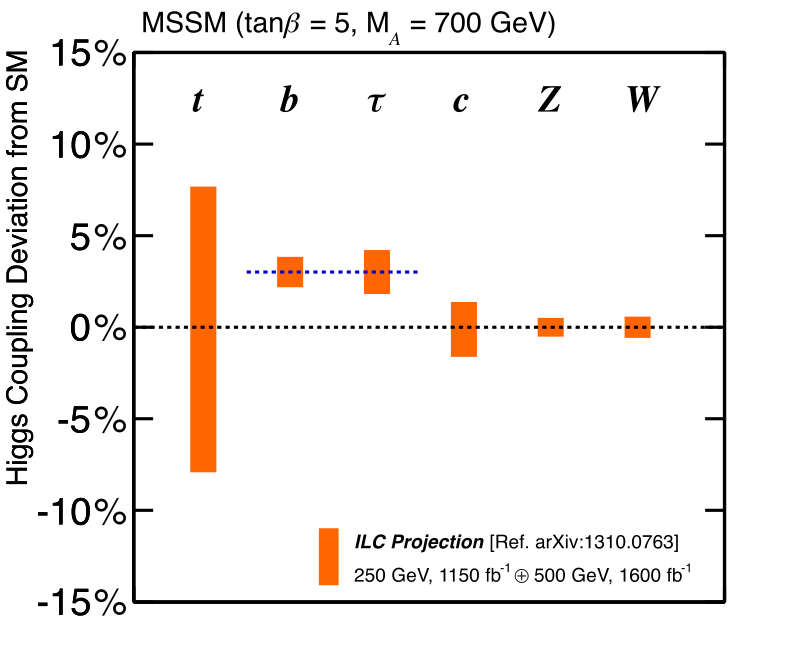 MSSM (tanβ = 5, M_A = 700 GeV)
Higgs Coupling Deviation from SM
15%
10%
5%
0%
-5%
-10%
-15%
t b τ c Z W
ILC Projection [Ref. arXiv:1310.0763]
250 GeV, 1150 fb⁻¹ ⊕ 500 GeV, 1600 fb⁻¹